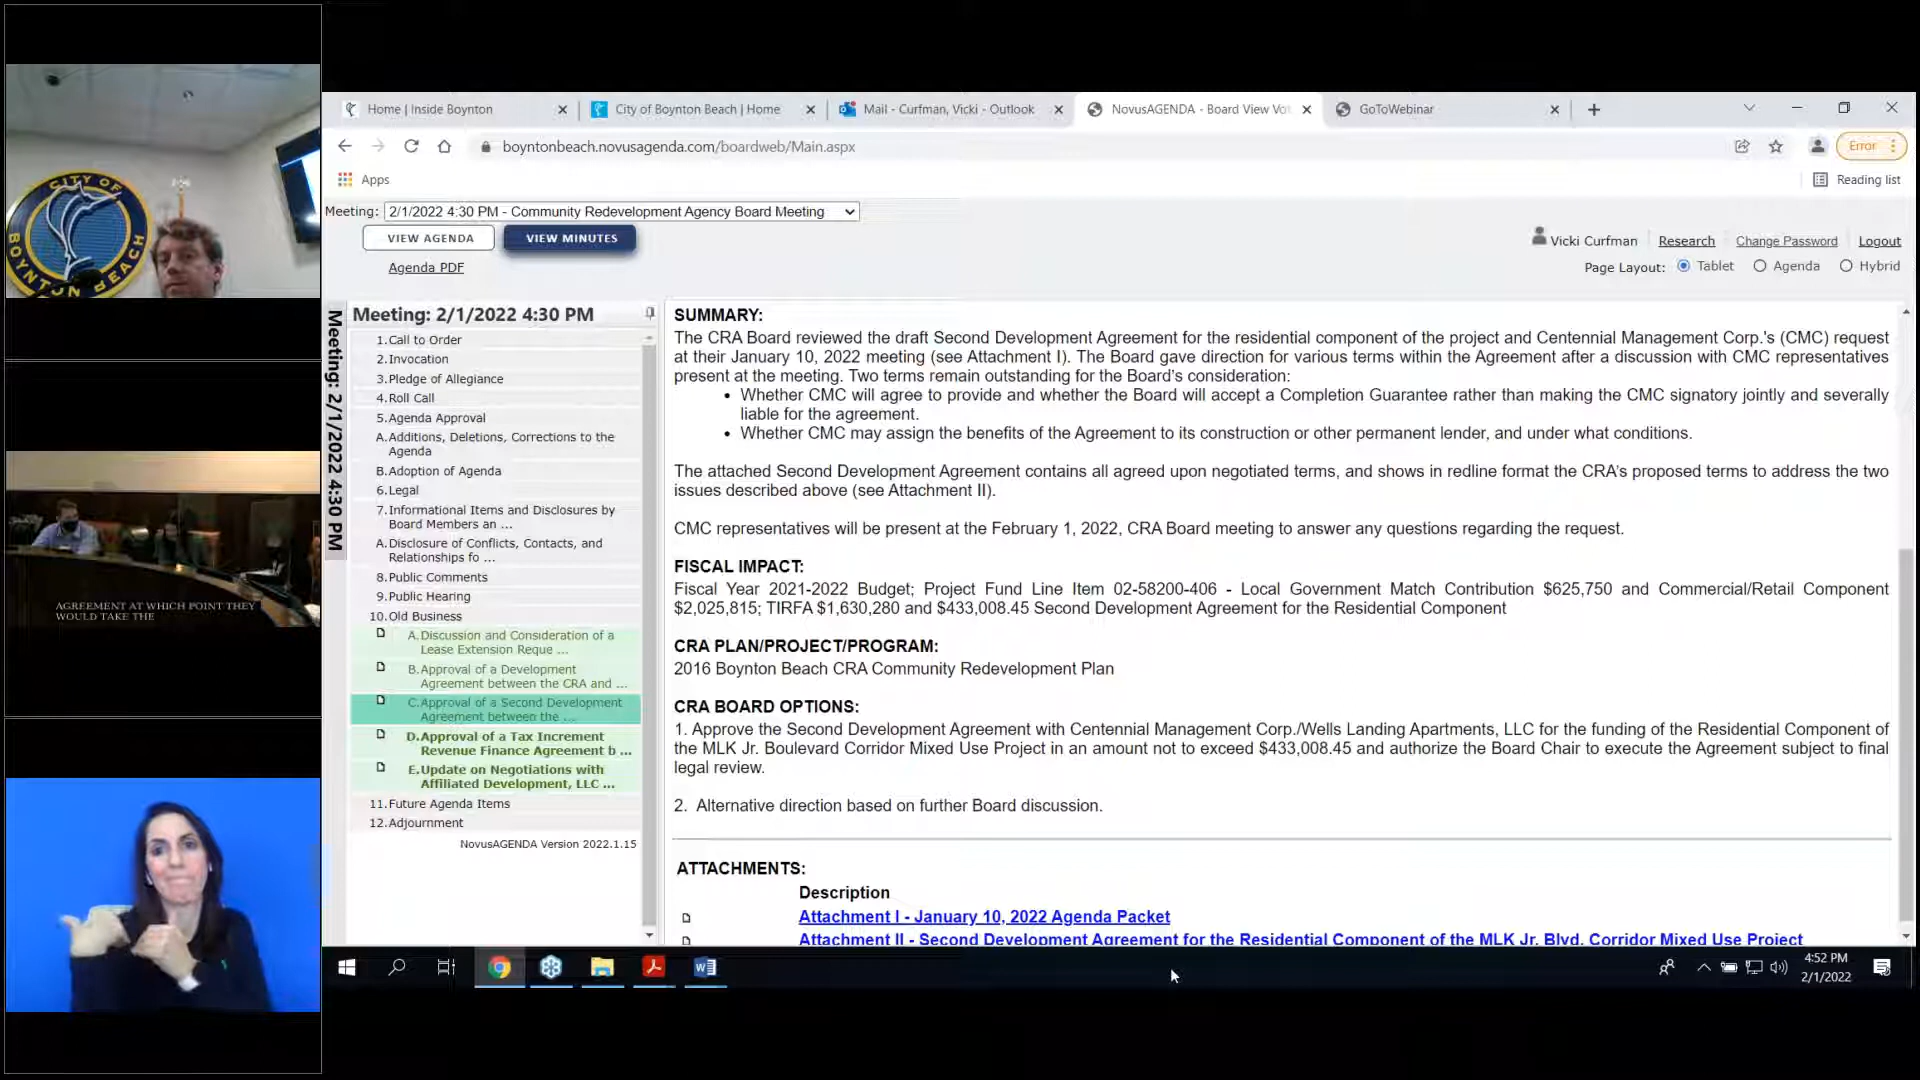 CITY OF
BOYNTON BEACH
AGREEMENT AT WHICH POINT THEY
WOULD TAKE THE
Home | Inside Boynton
City of Boynton Beach | Home
Mail - Curfman, Vicki - Outlook
NovusAGENDA - Board View Vot
GoToWebinar
boyntonbeach.novusagenda.com/boardweb/Main.aspx
Error
Apps
Reading list
Meeting: 2/1/2022 4:30 PM - Community Redevelopment Agency Board Meeting
VIEW AGENDA
VIEW MINUTES
Agenda PDF
Vicki Curfman
Research
Change Password
Logout
Page Layout:
Tablet
Agenda
Hybrid
Meeting: 2/1/2022 4:30 PM
Meeting: 2/1/2022 4:30 PM
1.Call to Order
2.Invocation
3.Pledge of Allegiance
4.Roll Call
5.Agenda Approval
A.Additions, Deletions, Corrections to the
Agenda
B.Adoption of Agenda
6.Legal
7.Informational Items and Disclosures by
Board Members an ...
A.Disclosure of Conflicts, Contacts, and
Relationships fo ...
8.Public Comments
9.Public Hearing
10.Old Business
A.Discussion and Consideration of a
Lease Extension Reque ...
B.Approval of a Development
Agreement between the CRA and ...
C.Approval of a Second Development
Agreement between the ...
D.Approval of a Tax Increment
Revenue Finance Agreement b ...
E.Update on Negotiations with
Affiliated Development, LLC ...
11.Future Agenda Items
12.Adjournment
NovusAGENDA Version 2022.1.15
SUMMARY:
The CRA Board reviewed the draft Second Development Agreement for the residential component of the project and Centennial Management Corp.'s (CMC) request
at their January 10, 2022 meeting (see Attachment I). The Board gave direction for various terms within the Agreement after a discussion with CMC representatives
present at the meeting. Two terms remain outstanding for the Board's consideration:
• Whether CMC will agree to provide and whether the Board will accept a Completion Guarantee rather than making the CMC signatory jointly and severally
liable for the agreement.
• Whether CMC may assign the benefits of the Agreement to its construction or other permanent lender, and under what conditions.
The attached Second Development Agreement contains all agreed upon negotiated terms, and shows in redline format the CRA's proposed terms to address the two
issues described above (see Attachment II).
CMC representatives will be present at the February 1, 2022, CRA Board meeting to answer any questions regarding the request.
FISCAL IMPACT:
Fiscal Year 2021-2022 Budget; Project Fund Line Item 02-58200-406 - Local Government Match Contribution $625,750 and Commercial/Retail Component
$2,025,815; TIRFA $1,630,280 and $433,008.45 Second Development Agreement for the Residential Component
CRA PLAN/PROJECT/PROGRAM:
2016 Boynton Beach CRA Community Redevelopment Plan
CRA BOARD OPTIONS:
1. Approve the Second Development Agreement with Centennial Management Corp./Wells Landing Apartments, LLC for the funding of the Residential Component of
the MLK Jr. Boulevard Corridor Mixed Use Project in an amount not to exceed $433,008.45 and authorize the Board Chair to execute the Agreement subject to final
legal review.
2. Alternative direction based on further Board discussion.
ATTACHMENTS:
Description
Attachment I - January 10, 2022 Agenda Packet
Attachment II - Second Development Agreement for the Residential Component of the MLK Jr. Blvd. Corridor Mixed Use Project
4:52 PM
2/1/2022